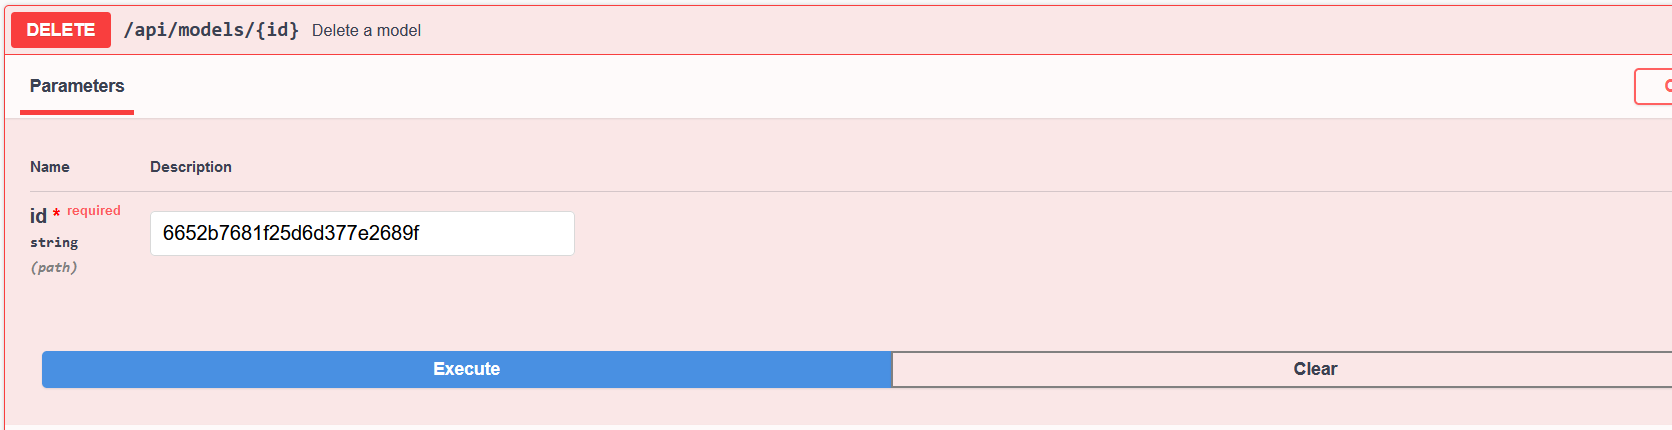 DELETE /api/models/{id} Delete a model
Parameters
Name Description
id * required
string
(path)
6652b7681f25d6d377e2689f
Execute Clear